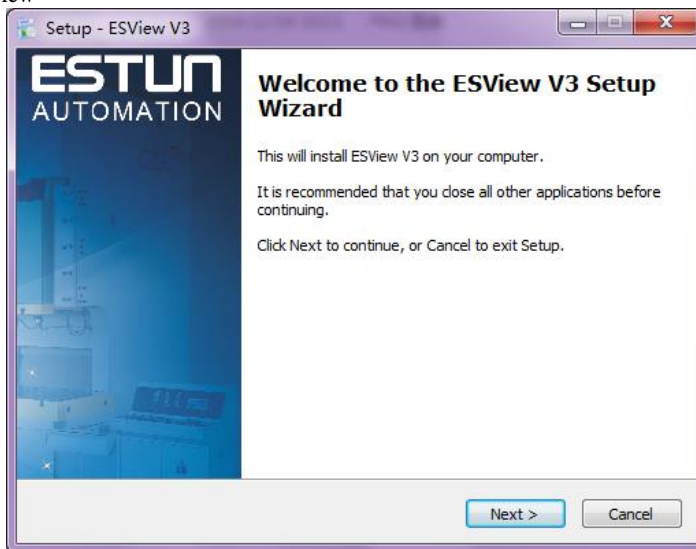 Setup - ESView V3
ESTUN
AUTOMATION
Welcome to the ESView V3 Setup
Wizard
This will install ESView V3 on your computer.
It is recommended that you close all other applications before
continuing.
Click Next to continue, or Cancel to exit Setup.
Next >
Cancel